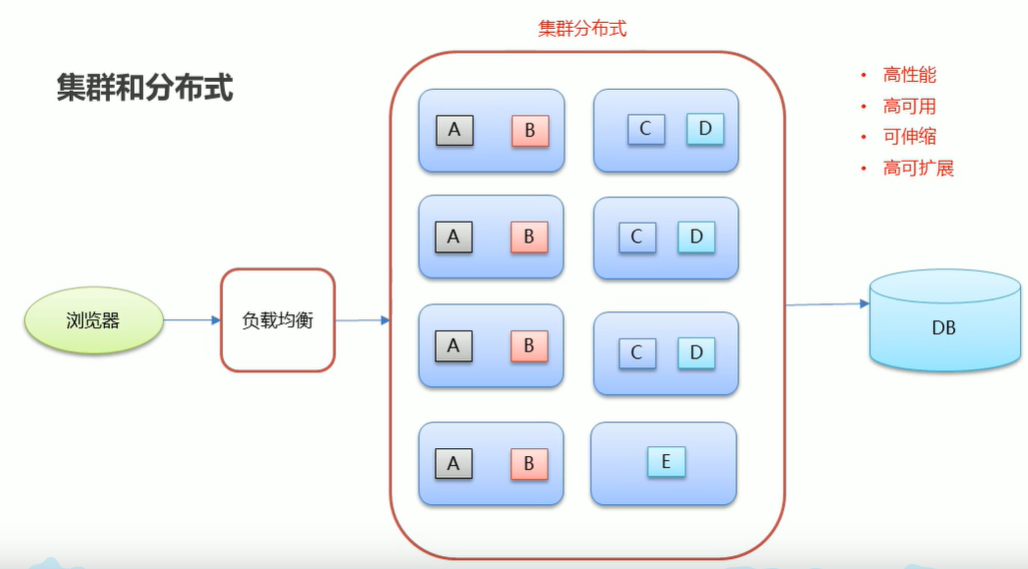 集群分布式
集群和分布式
• 高性能
• 高可用
• 可伸缩
• 高可扩展
A B C D
A B C D
浏览器
负载均衡
DB
A B C D
A B E